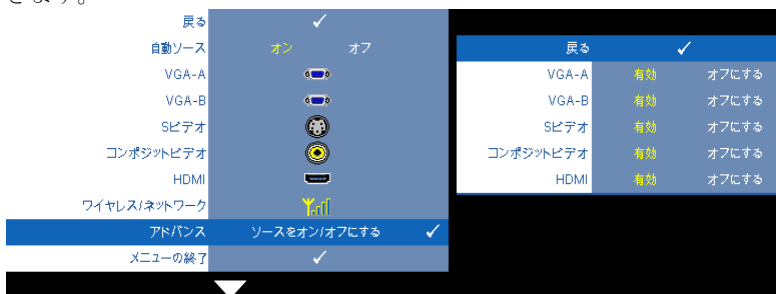 きます。
戻る ✓
自動ソース オン オフ
VGA-A
VGA-B
Sビデオ
コンポジットビデオ
HDMI
ワイヤレス/ネットワーク
アドバンス ソースをオン/オフにする ✓
メニューの終了 ✓
戻る ✓
VGA-A 有効 オフにする
VGA-B 有効 オフにする
Sビデオ 有効 オフにする
コンポジットビデオ 有効 オフにする
HDMI 有効 オフにする